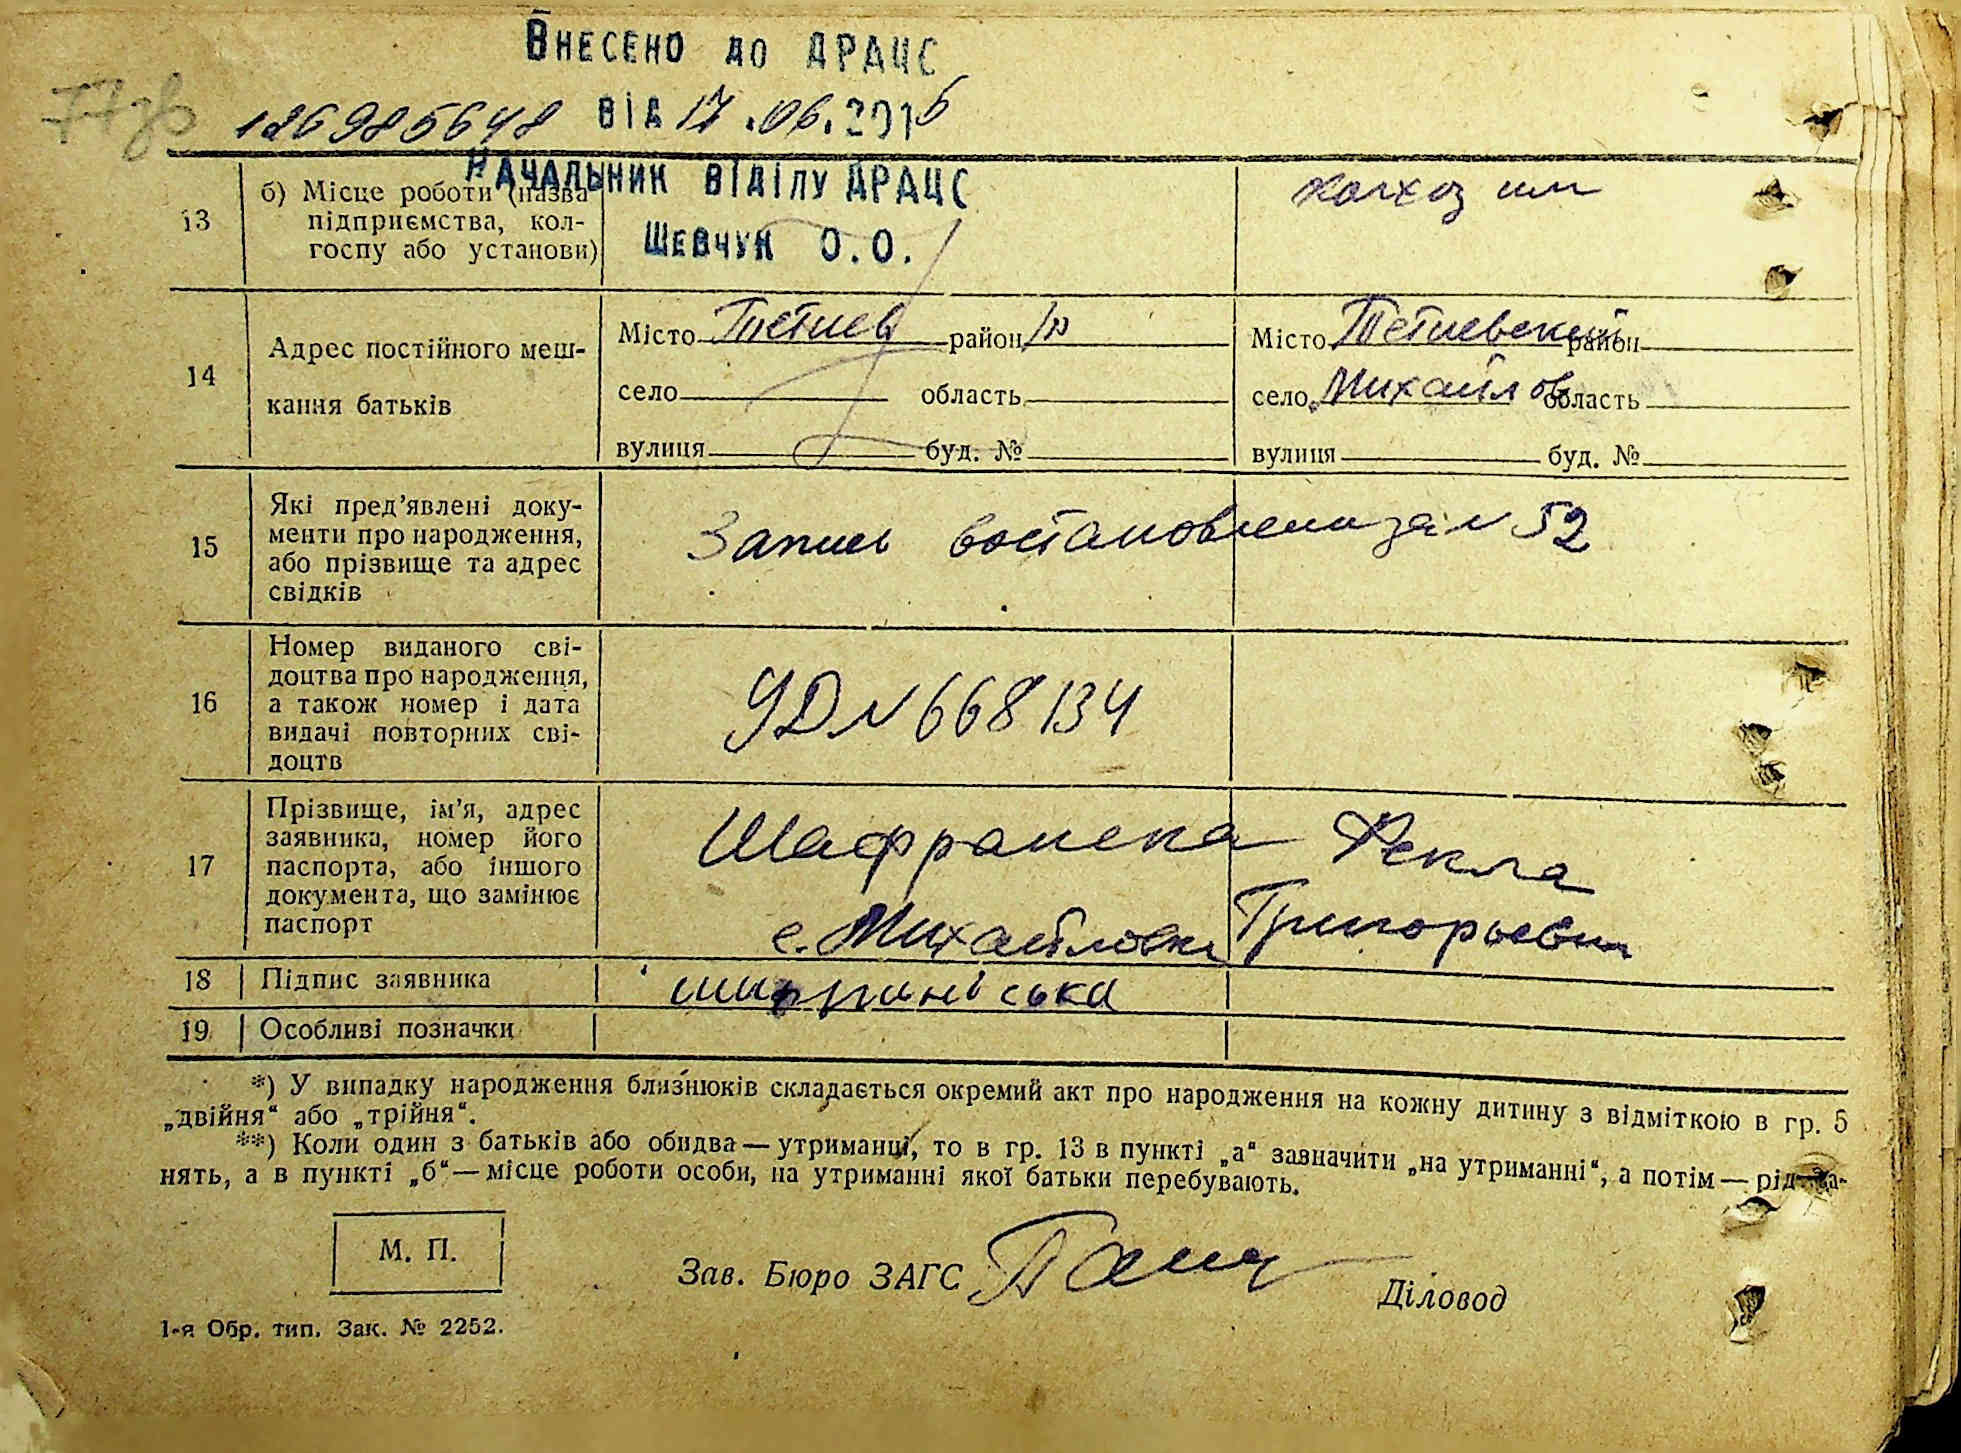 Внесено до ДРАЦС
77зв
126985648 від 17.06.2016
Начальник відділу ДРАЦС
Шевчук О.О.
13
б) Місце роботи (назва
підприємства, кол-
госпу або установи)
колхоз им
14
Адрес постійного меш-
кання батьків
Місто Тетиев район
село область
вулиця буд. №
Місто Тетиевский район
село Михайлов область
вулиця буд. №
15
Які пред’явлені доку-
менти про народження,
або прізвище та адрес
свідків
Запись востановлена за № 52
16
Номер виданого сві-
доцтва про народження,
а також номер і дата
видачі повторних сві-
доцтв
УД № 668134
17
Прізвище, ім’я, адрес
заявника, номер його
паспорта, або іншого
документа, що замінює
паспорт
Шафранска Фекла
с. Михайловка Григорьевна
18
Підпис заявника
19
Особливі позначки
*) У випадку народження близнюків складається окремий акт про народження на кожну дитину з відміткою в гр. 5
„двійня“ або „трійня“.
**) Коли один з батьків або обидва — утриманці, то в гр. 13 в пункті „а“ зазначити „на утриманні“, а потім — рід за-
нять, а в пункті „б“ — місце роботи особи, на утриманні якої батьки перебувають.
М. П.
Зав. Бюро ЗАГС
Діловод
1-я Обр. тип. Зак. № 2252.